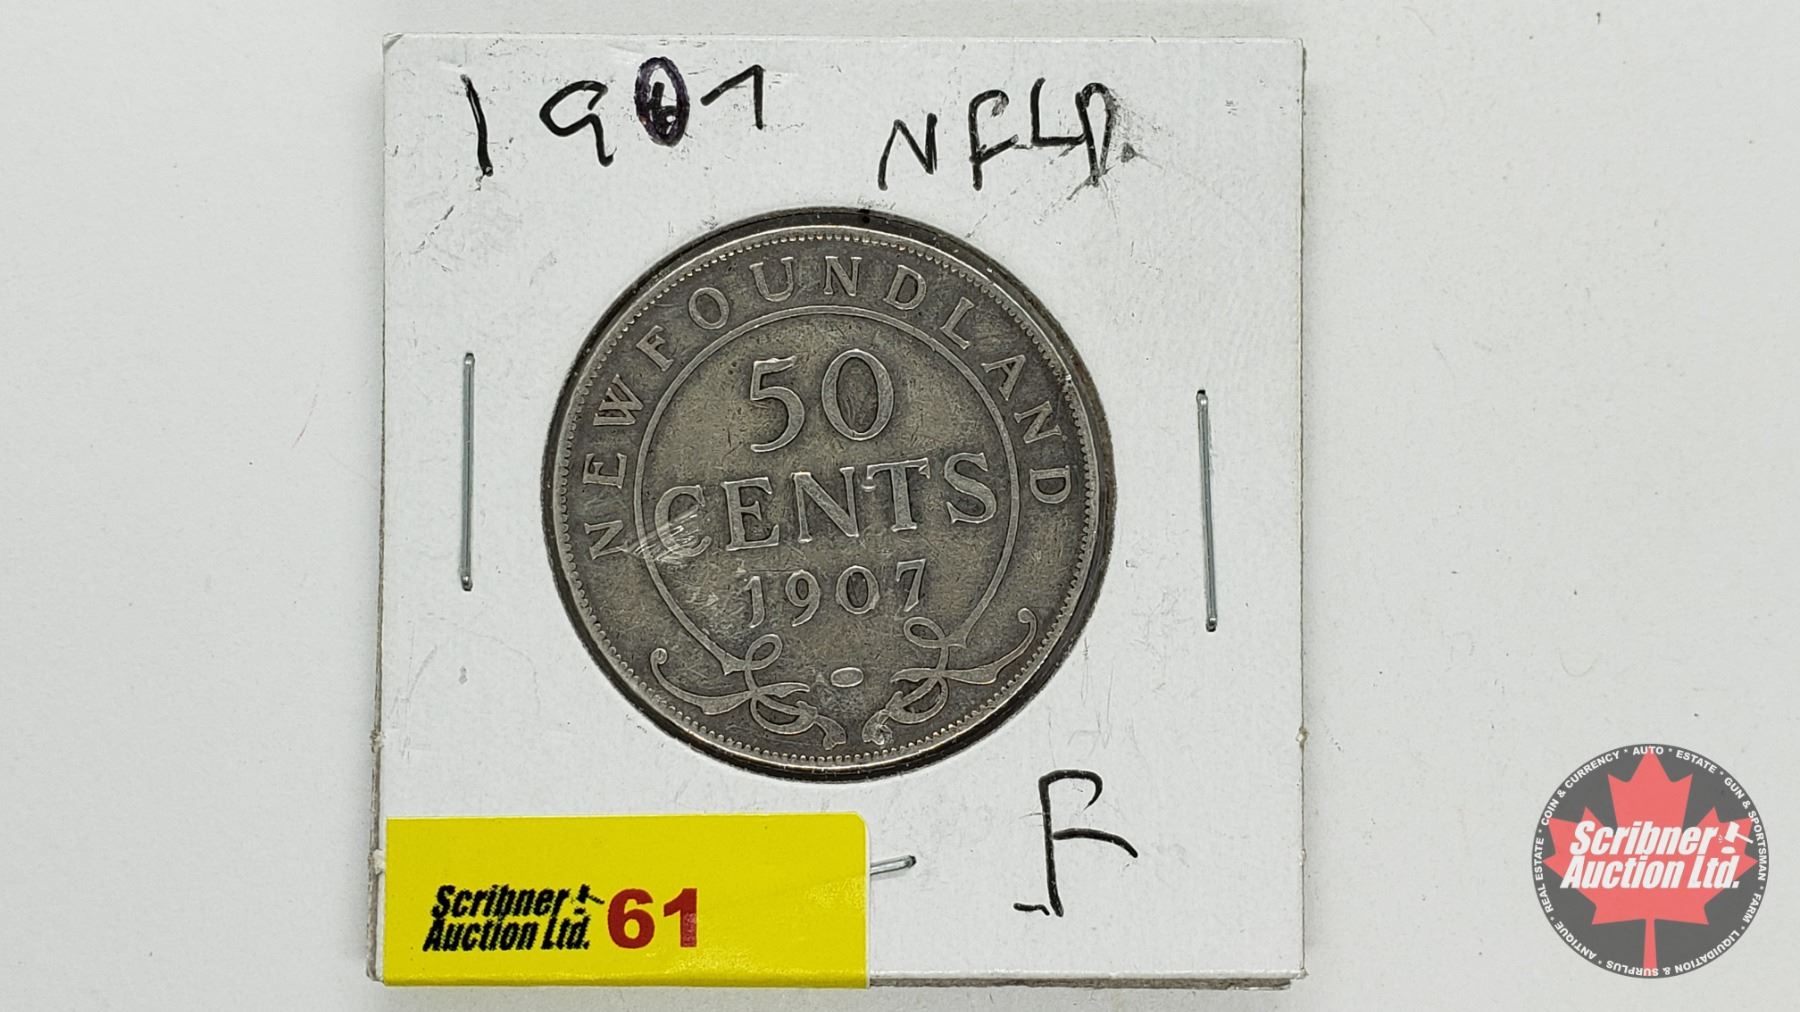 1907 NFLD.
NEWFOUNDLAND
50
CENTS
1907
F
Scribner
Auction Ltd. 61
COIN & CURRENCY * AUTO * ESTATE * GUN & SPORTSMAN * FARM * LIQUIDATION & SURPLUS * ANTIQUE * REAL ESTATE *
Scribner
Auction Ltd.